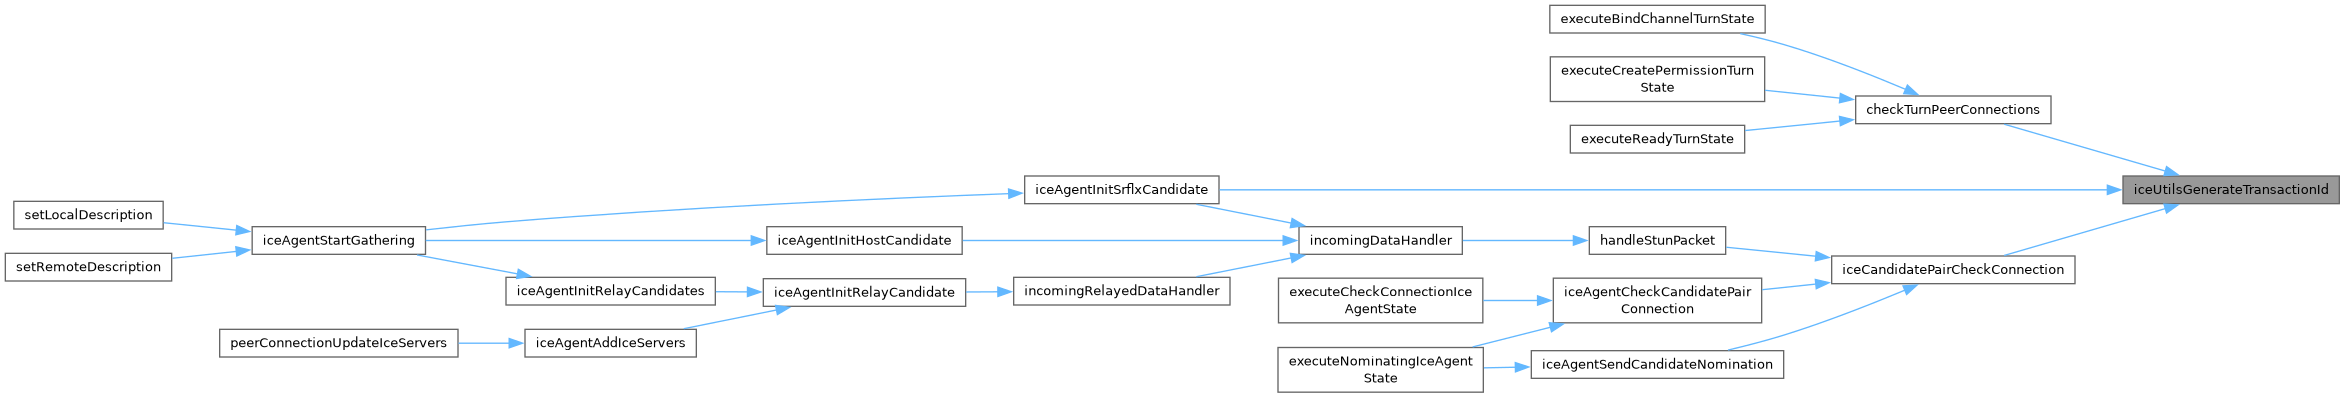 executeBindChannelTurnState
executeCreatePermissionTurn
State
checkTurnPeerConnections
executeReadyTurnState
iceAgentInitSrflxCandidate
iceUtilsGenerateTransactionId
setLocalDescription
iceAgentStartGathering
iceAgentInitHostCandidate
incomingDataHandler
handleStunPacket
setRemoteDescription
iceCandidatePairCheckConnection
iceAgentInitRelayCandidates
iceAgentInitRelayCandidate
incomingRelayedDataHandler
executeCheckConnectionIce
AgentState
iceAgentCheckCandidatePair
Connection
peerConnectionUpdateIceServers
iceAgentAddIceServers
executeNominatingIceAgent
State
iceAgentSendCandidateNomination